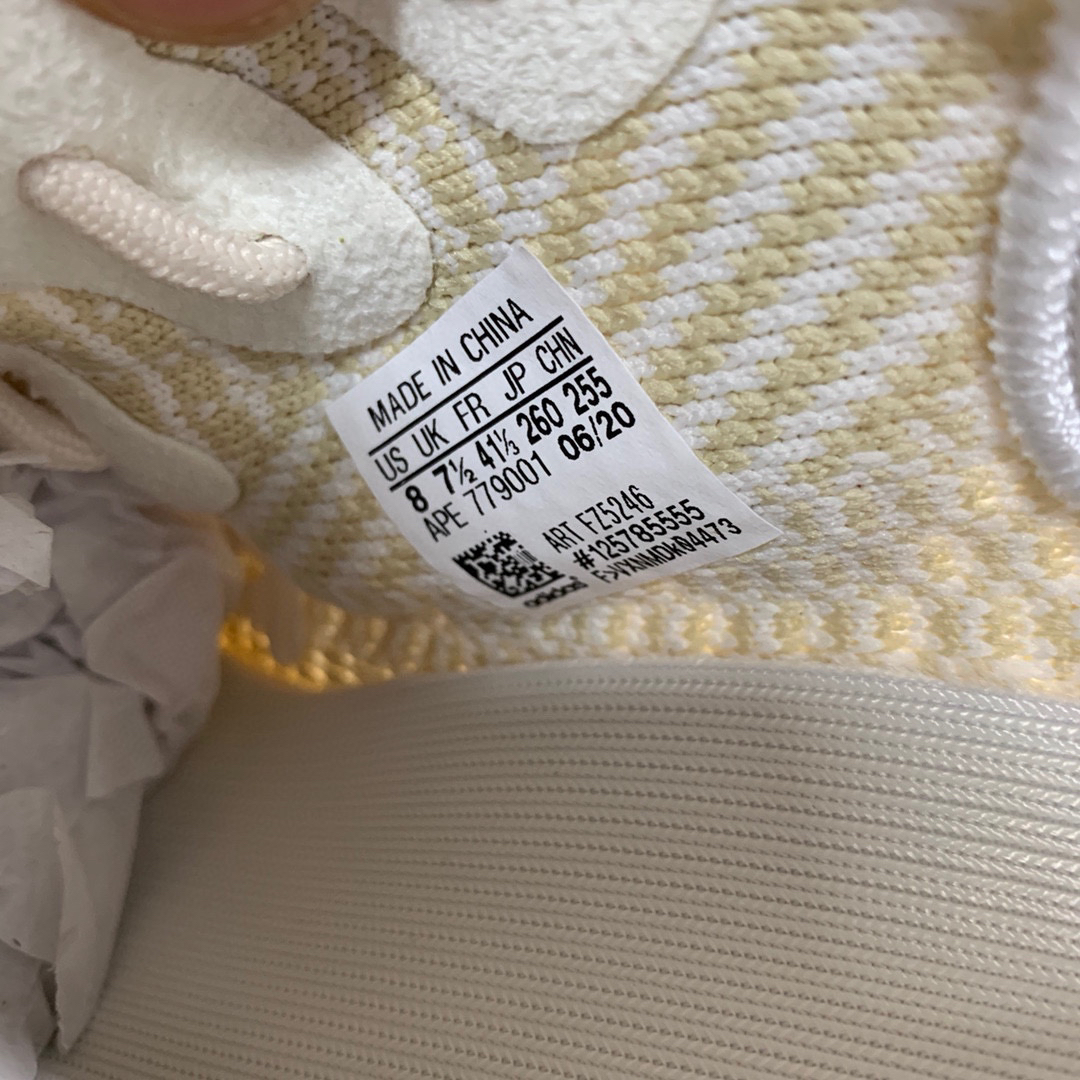 MADE IN CHINA
US UK FR JP CHN
8 7½ 41⅓ 260 255
APE 779001 06/20
ART FZ5246
#125785555
F>VXNMDKN4473
adidas